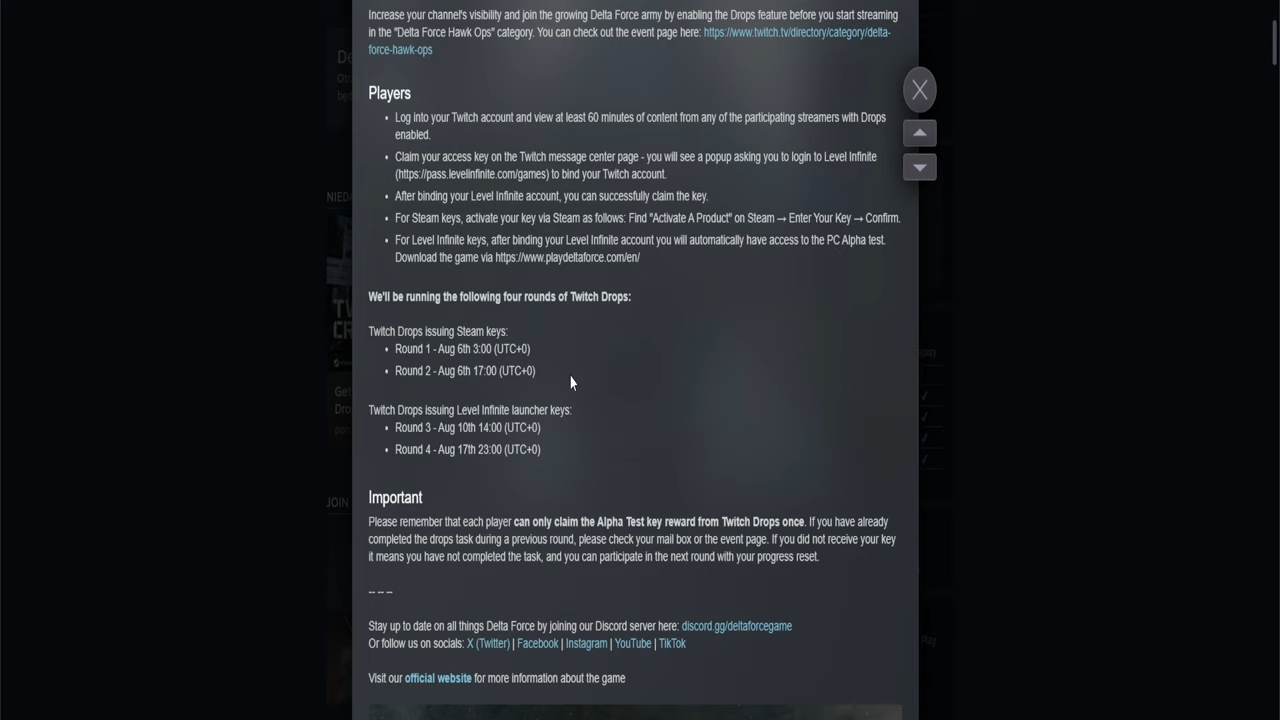 Increase your channel's visibility and join the growing Delta Force army by enabling the Drops feature before you start streaming
in the "Delta Force Hawk Ops" category. You can check out the event page here: https://www.twitch.tv/directory/category/delta-
force-hawk-ops
Players
• Log into your Twitch account and view at least 60 minutes of content from any of the participating streamers with Drops
enabled.
• Claim your access key on the Twitch message center page - you will see a popup asking you to login to Level Infinite
(https://pass.levelinfinite.com/games) to bind your Twitch account.
• After binding your Level Infinite account, you can successfully claim the key.
• For Steam keys, activate your key via Steam as follows: Find "Activate A Product" on Steam → Enter Your Key → Confirm.
• For Level Infinite keys, after binding your Level Infinite account you will automatically have access to the PC Alpha test.
Download the game via https://www.playdeltaforce.com/en/
We'll be running the following four rounds of Twitch Drops:
Twitch Drops issuing Steam keys:
• Round 1 - Aug 6th 3:00 (UTC+0)
• Round 2 - Aug 6th 17:00 (UTC+0)
Twitch Drops issuing Level Infinite launcher keys:
• Round 3 - Aug 10th 14:00 (UTC+0)
• Round 4 - Aug 17th 23:00 (UTC+0)
Important
Please remember that each player can only claim the Alpha Test key reward from Twitch Drops once. If you have already
completed the drops task during a previous round, please check your mail box or the event page. If you did not receive your key
it means you have not completed the task, and you can participate in the next round with your progress reset.
-- -- --
Stay up to date on all things Delta Force by joining our Discord server here: discord.gg/deltaforcegame
Or follow us on socials: X (Twitter) | Facebook | Instagram | YouTube | TikTok
Visit our official website for more information about the game
NIEDA
JOIN